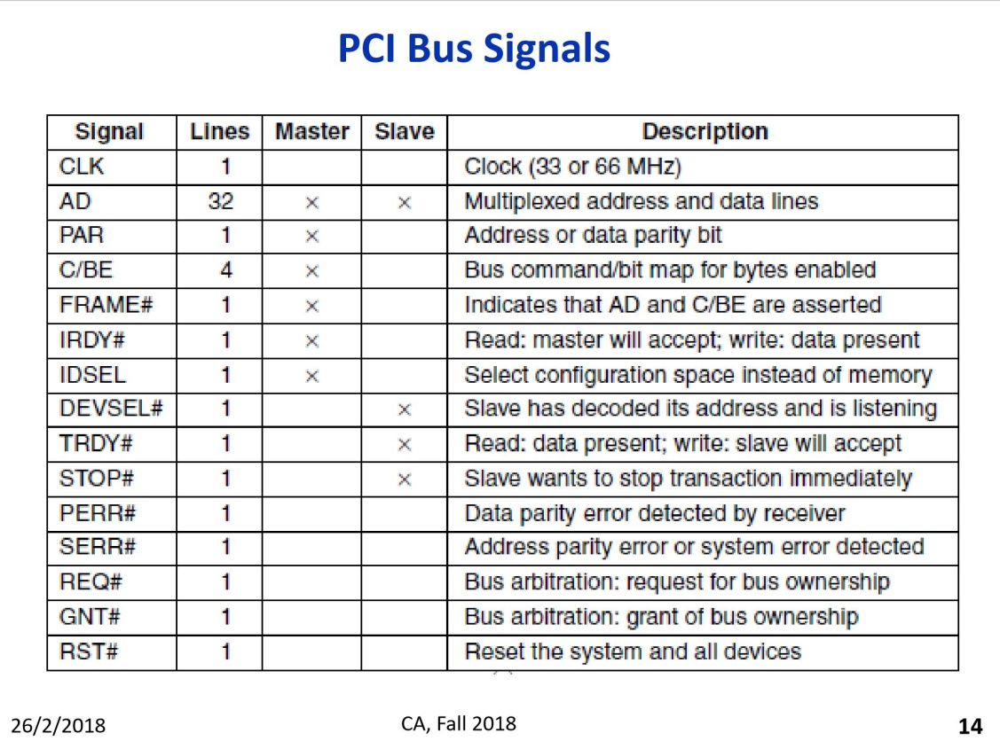 PCI Bus Signals
Signal Lines Master Slave Description
CLK 1 Clock (33 or 66 MHz)
AD 32 × × Multiplexed address and data lines
PAR 1 × Address or data parity bit
C/BE 4 × Bus command/bit map for bytes enabled
FRAME# 1 × Indicates that AD and C/BE are asserted
IRDY# 1 × Read: master will accept; write: data present
IDSEL 1 × Select configuration space instead of memory
DEVSEL# 1 × Slave has decoded its address and is listening
TRDY# 1 × Read: data present; write: slave will accept
STOP# 1 × Slave wants to stop transaction immediately
PERR# 1 Data parity error detected by receiver
SERR# 1 Address parity error or system error detected
REQ# 1 Bus arbitration: request for bus ownership
GNT# 1 Bus arbitration: grant of bus ownership
RST# 1 Reset the system and all devices
26/2/2018 CA, Fall 2018 14